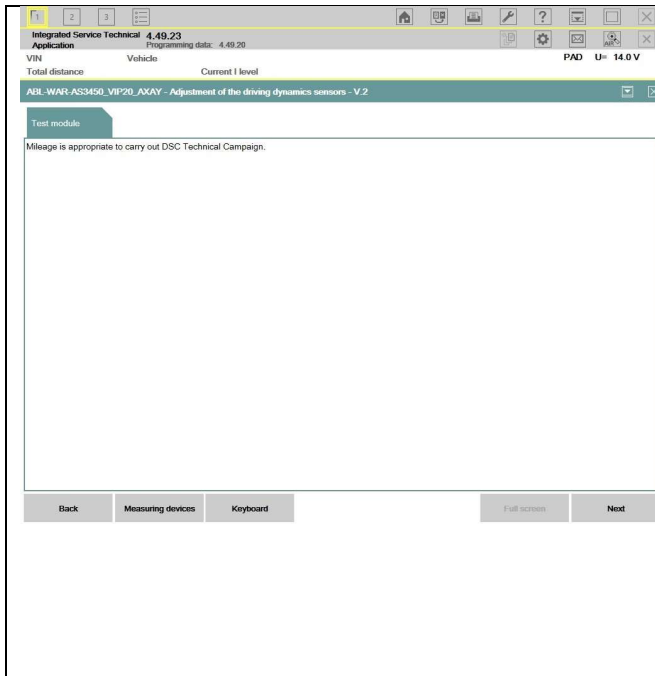 1 2 3 ?
Integrated Service Technical 4.49.23
Application Programming data: 4.49.20
VIN Vehicle PAD U= 14.0 V
Total distance Current I level
ABL-WAR-AS3450_VIP20_AXAY - Adjustment of the driving dynamics sensors - V.2
Test module
Mileage is appropriate to carry out DSC Technical Campaign.
Back Measuring devices Keyboard Full screen Next